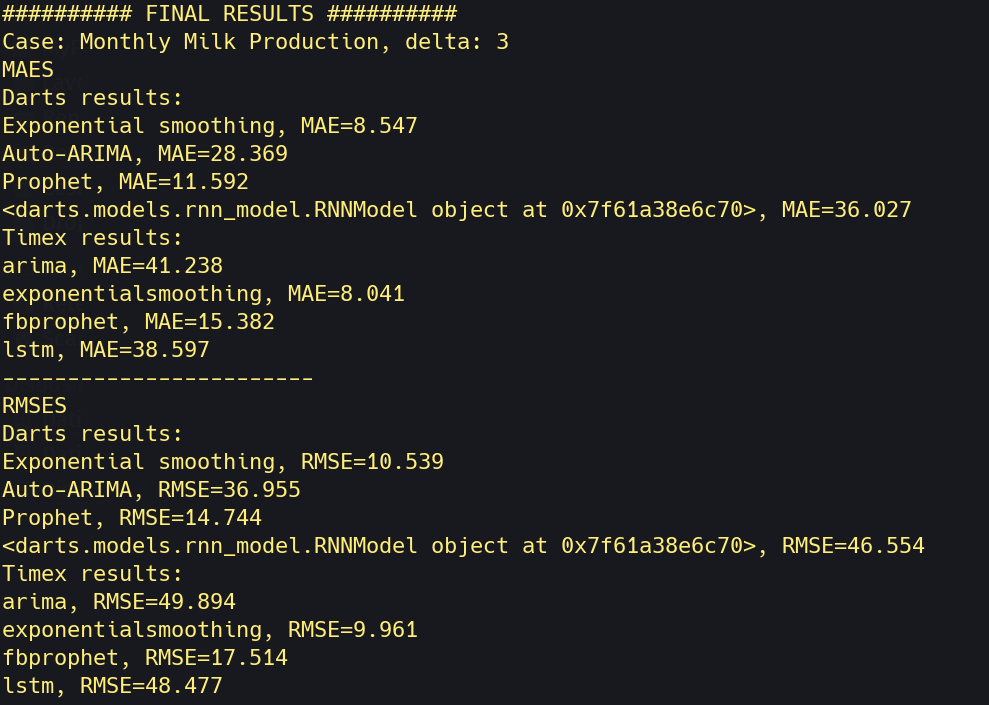 ########## FINAL RESULTS ##########
Case: Monthly Milk Production, delta: 3
MAES
Darts results:
Exponential smoothing, MAE=8.547
Auto-ARIMA, MAE=28.369
Prophet, MAE=11.592
<darts.models.rnn_model.RNNModel object at 0x7f61a38e6c70>, MAE=36.027
Timex results:
arima, MAE=41.238
exponentialsmoothing, MAE=8.041
fbprophet, MAE=15.382
lstm, MAE=38.597
------------------------
RMSES
Darts results:
Exponential smoothing, RMSE=10.539
Auto-ARIMA, RMSE=36.955
Prophet, RMSE=14.744
<darts.models.rnn_model.RNNModel object at 0x7f61a38e6c70>, RMSE=46.554
Timex results:
arima, RMSE=49.894
exponentialsmoothing, RMSE=9.961
fbprophet, RMSE=17.514
lstm, RMSE=48.477